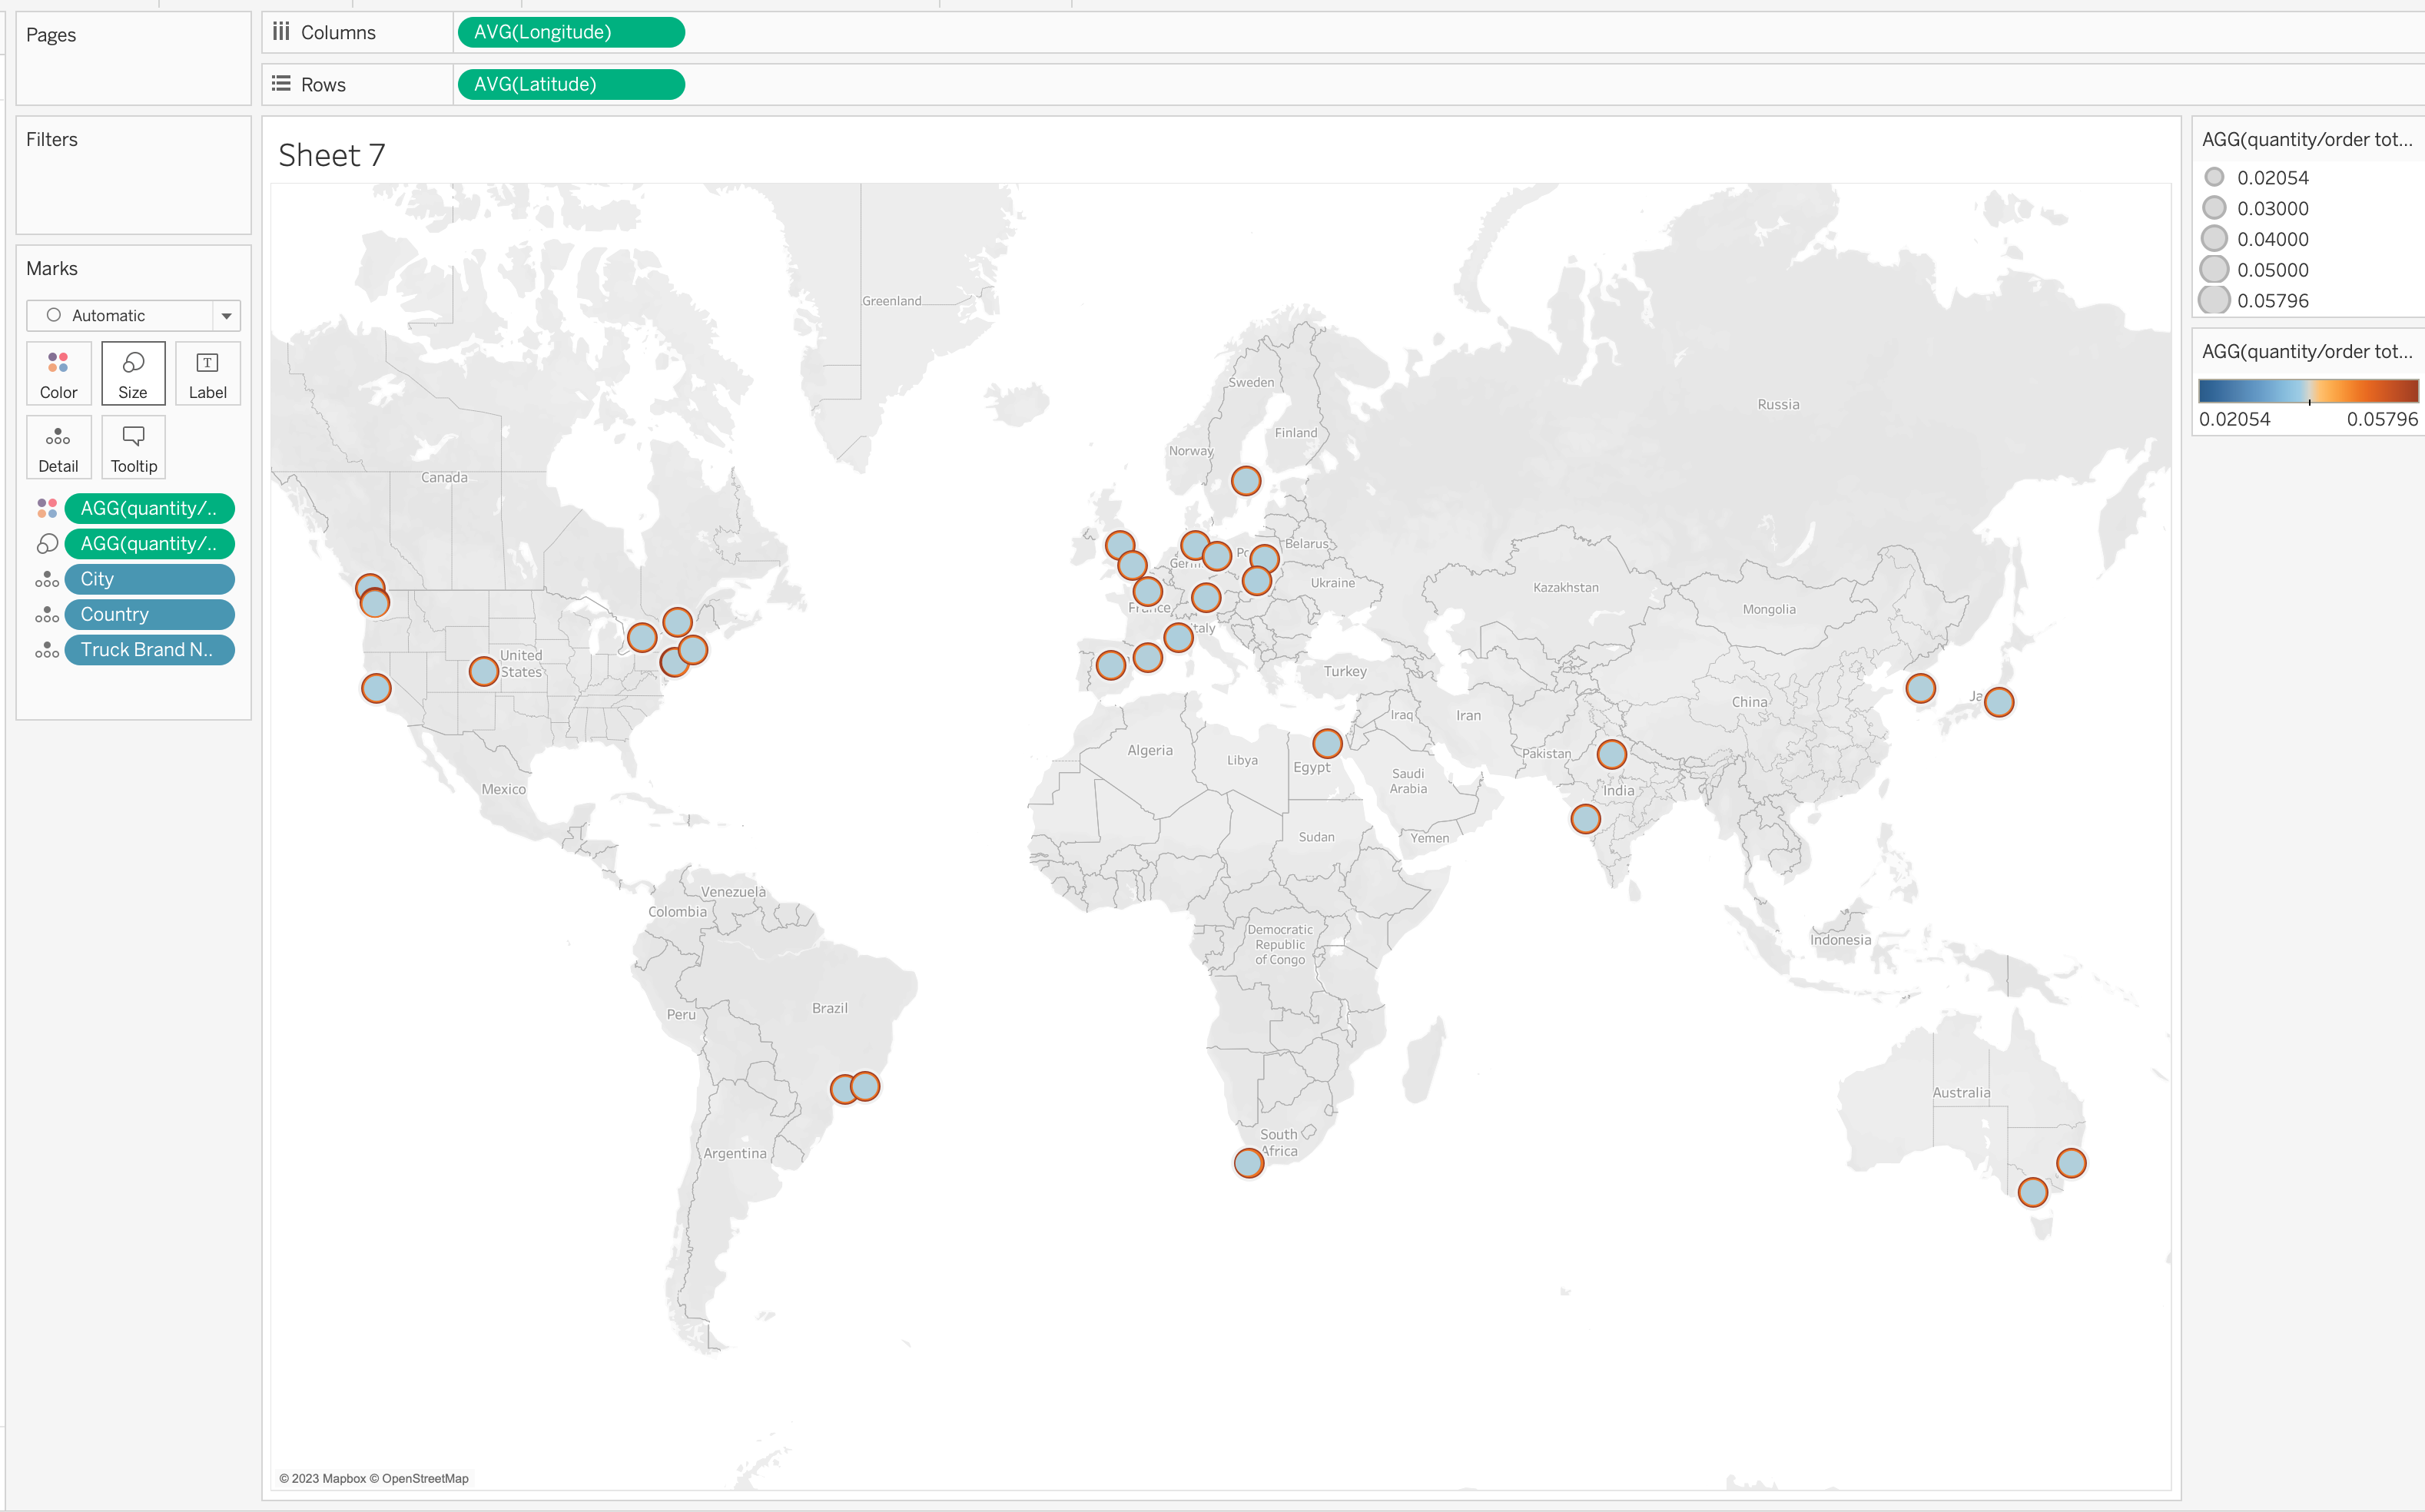 Pages
Columns
AVG(Longitude)
Rows
AVG(Latitude)
Filters
Marks
Automatic
Color
Size
Label
Detail
Tooltip
AGG(quantity/..
AGG(quantity/..
City
Country
Truck Brand N..
Sheet 7
Greenland
Sweden
Finland
Norway
Russia
Canada
Belarus
Po
Germ
Ukraine
Kazakhstan
Mongolia
France
Italy
United
States
Turkey
China
Ja
Iraq
Iran
Algeria
Libya
Egypt
Pakistan
Saudi
Arabia
India
Mexico
Sudan
Yemen
Venezuela
Colombia
Democratic
Republic
of Congo
Indonesia
Brazil
Peru
Australia
South
Africa
Argentina
© 2023 Mapbox © OpenStreetMap
AGG(quantity/order tot...
0.02054
0.03000
0.04000
0.05000
0.05796
AGG(quantity/order tot...
0.02054
0.05796